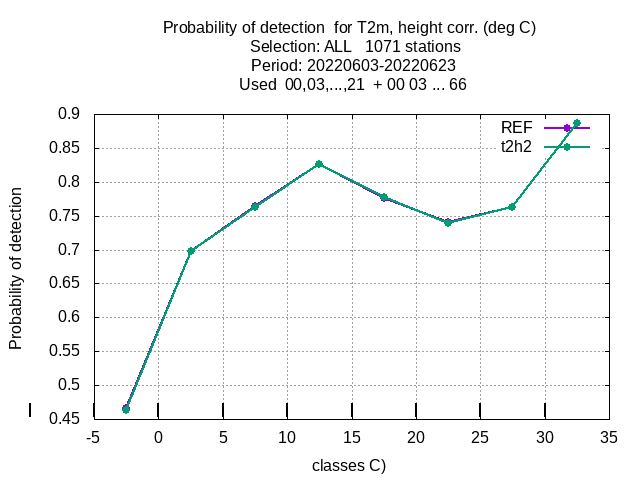 Probability of detection  for T2m, height corr. (deg C)
Selection: ALL   1071 stations
Period: 20220603-20220623
Used  00,03,...,21  + 00 03 ... 66
REF
t2h2
Probability of detection
0.9
0.85
0.8
0.75
0.7
0.65
0.6
0.55
0.5
0.45
-5 0 5 10 15 20 25 30 35
classes C)